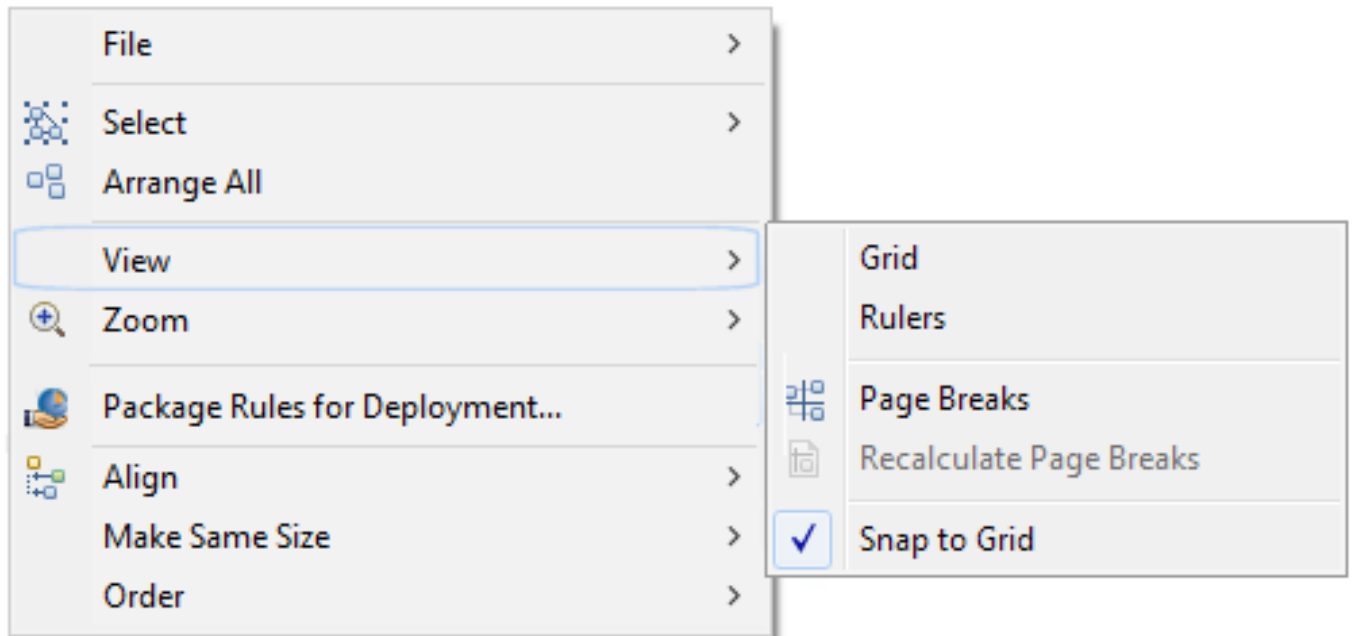 File
Select
Arrange All
View
Zoom
Package Rules for Deployment...
Align
Make Same Size
Order
Grid
Rulers
Page Breaks
Recalculate Page Breaks
Snap to Grid